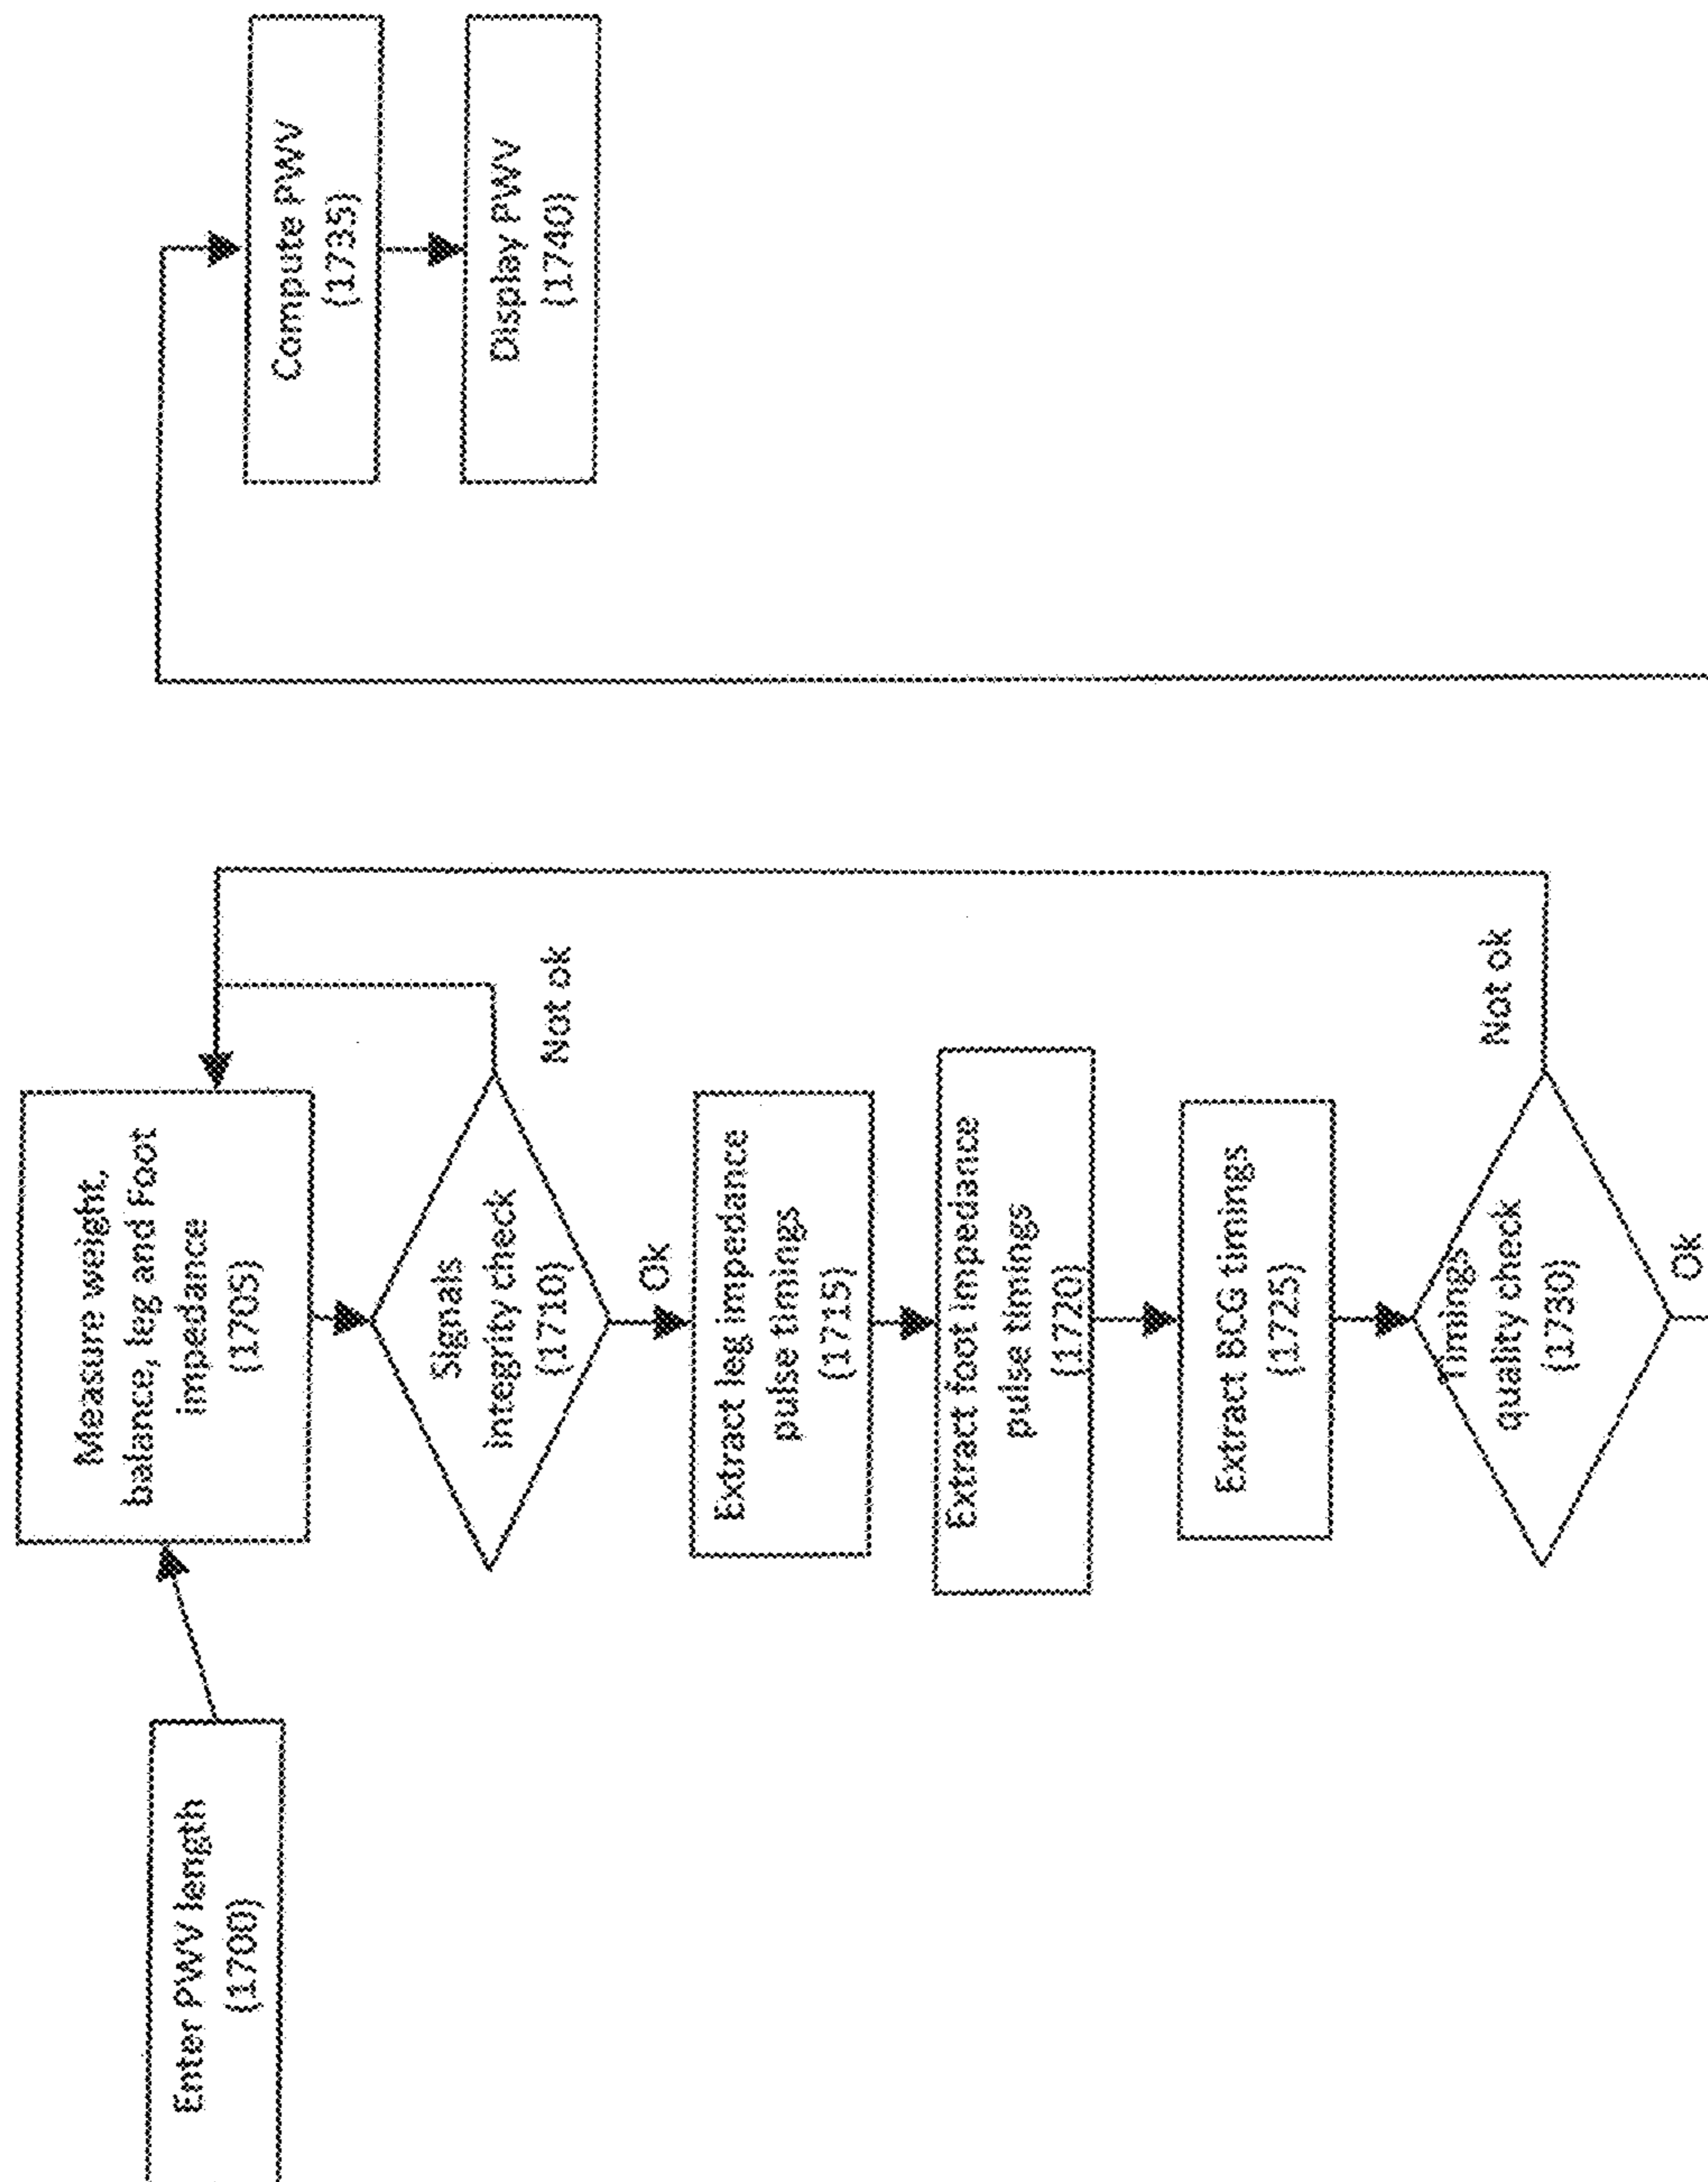 Enter PWV length
(1700)
Measure weight,
balance, leg and Foot
impedance
(1705)
Signals
integrity check
(1710)
Not ok
Ok
Extract leg impedance
pulse timings
(1715)
Extract foot impedance
pulse timings
(1720)
Extract BCG timings
(1725)
Timings
quality check
(1730)
Not ok
Ok
Compute PWV
(1735)
Display PWV
(1740)